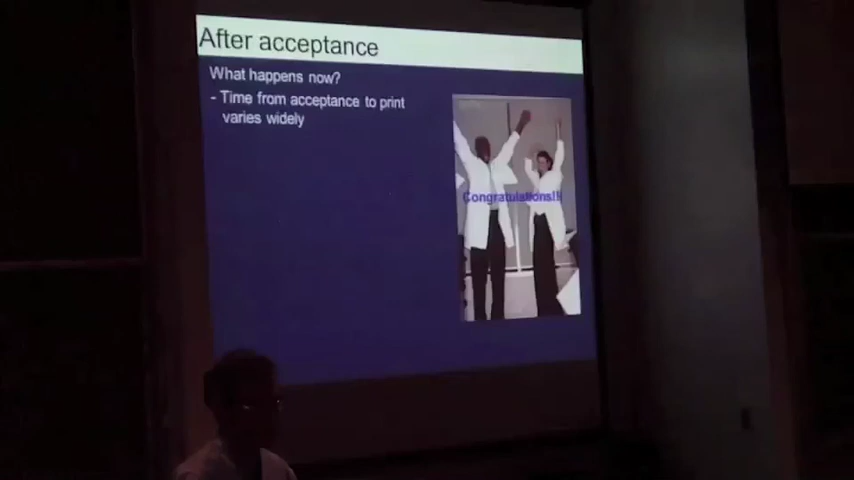 After acceptance
What happens now?
- Time from acceptance to print
varies widely
Congratulations!!